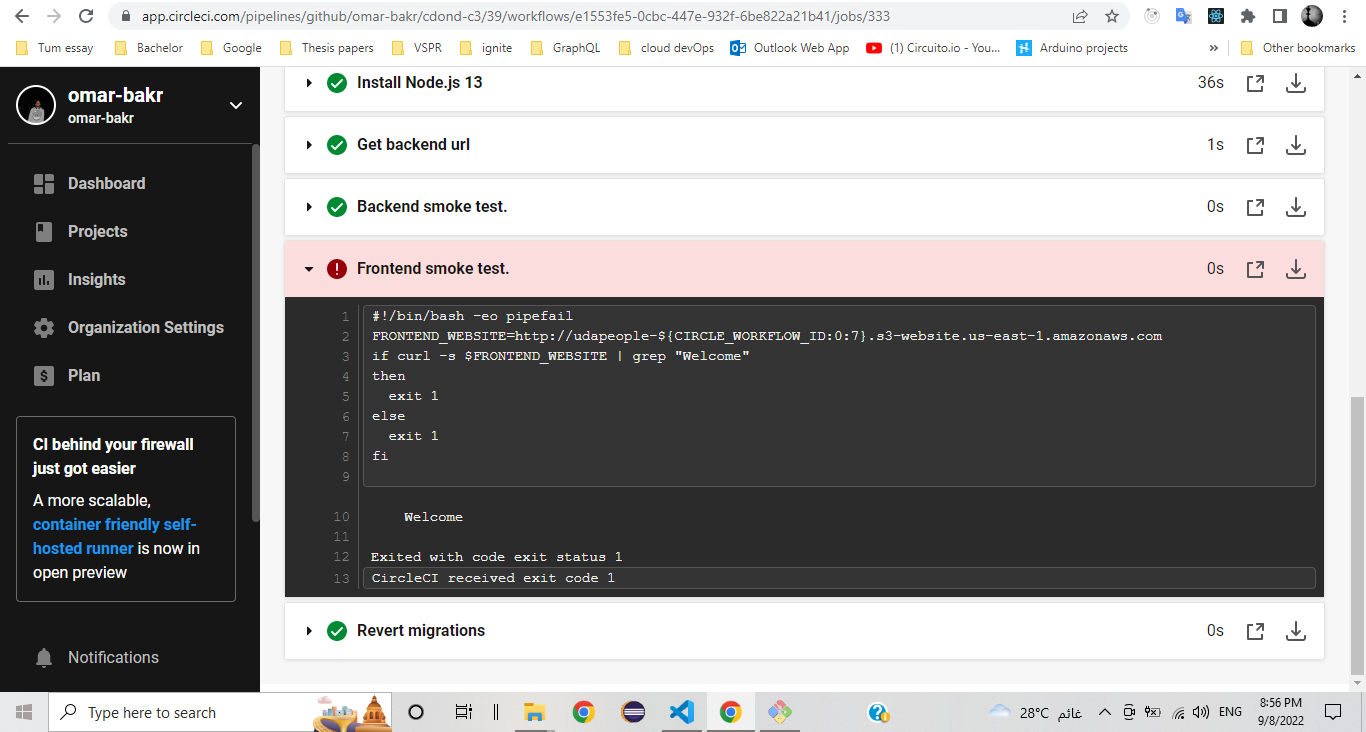 app.circleci.com/pipelines/github/omar-bakr/cdond-c3/39/workflows/e1553fe5-0cbc-447e-932f-6be822a21b41/jobs/333
Tum essay
Bachelor
Google
Thesis papers
VSPR
ignite
GraphQL
cloud devOps
Outlook Web App
(1) Circuito.io - You...
Arduino projects
»
Other bookmarks
omar-bakr
omar-bakr
Dashboard
Projects
Insights
Organization Settings
Plan
CI behind your firewall
just got easier
A more scalable,
container friendly self-
hosted runner is now in
open preview
Notifications
Install Node.js 13
36s
Get backend url
1s
Backend smoke test.
0s
Frontend smoke test.
0s
1 #!/bin/bash -eo pipefail
2 FRONTEND_WEBSITE=http://udapeople-${CIRCLE_WORKFLOW_ID:0:7}.s3-website.us-east-1.amazonaws.com
3 if curl -s $FRONTEND_WEBSITE | grep "Welcome"
4 then
5   exit 1
6 else
7   exit 1
8 fi
9
10     Welcome
11
12 Exited with code exit status 1
13 CircleCI received exit code 1
Revert migrations
0s
Type here to search
28°C غائم
ENG
8:56 PM
9/8/2022